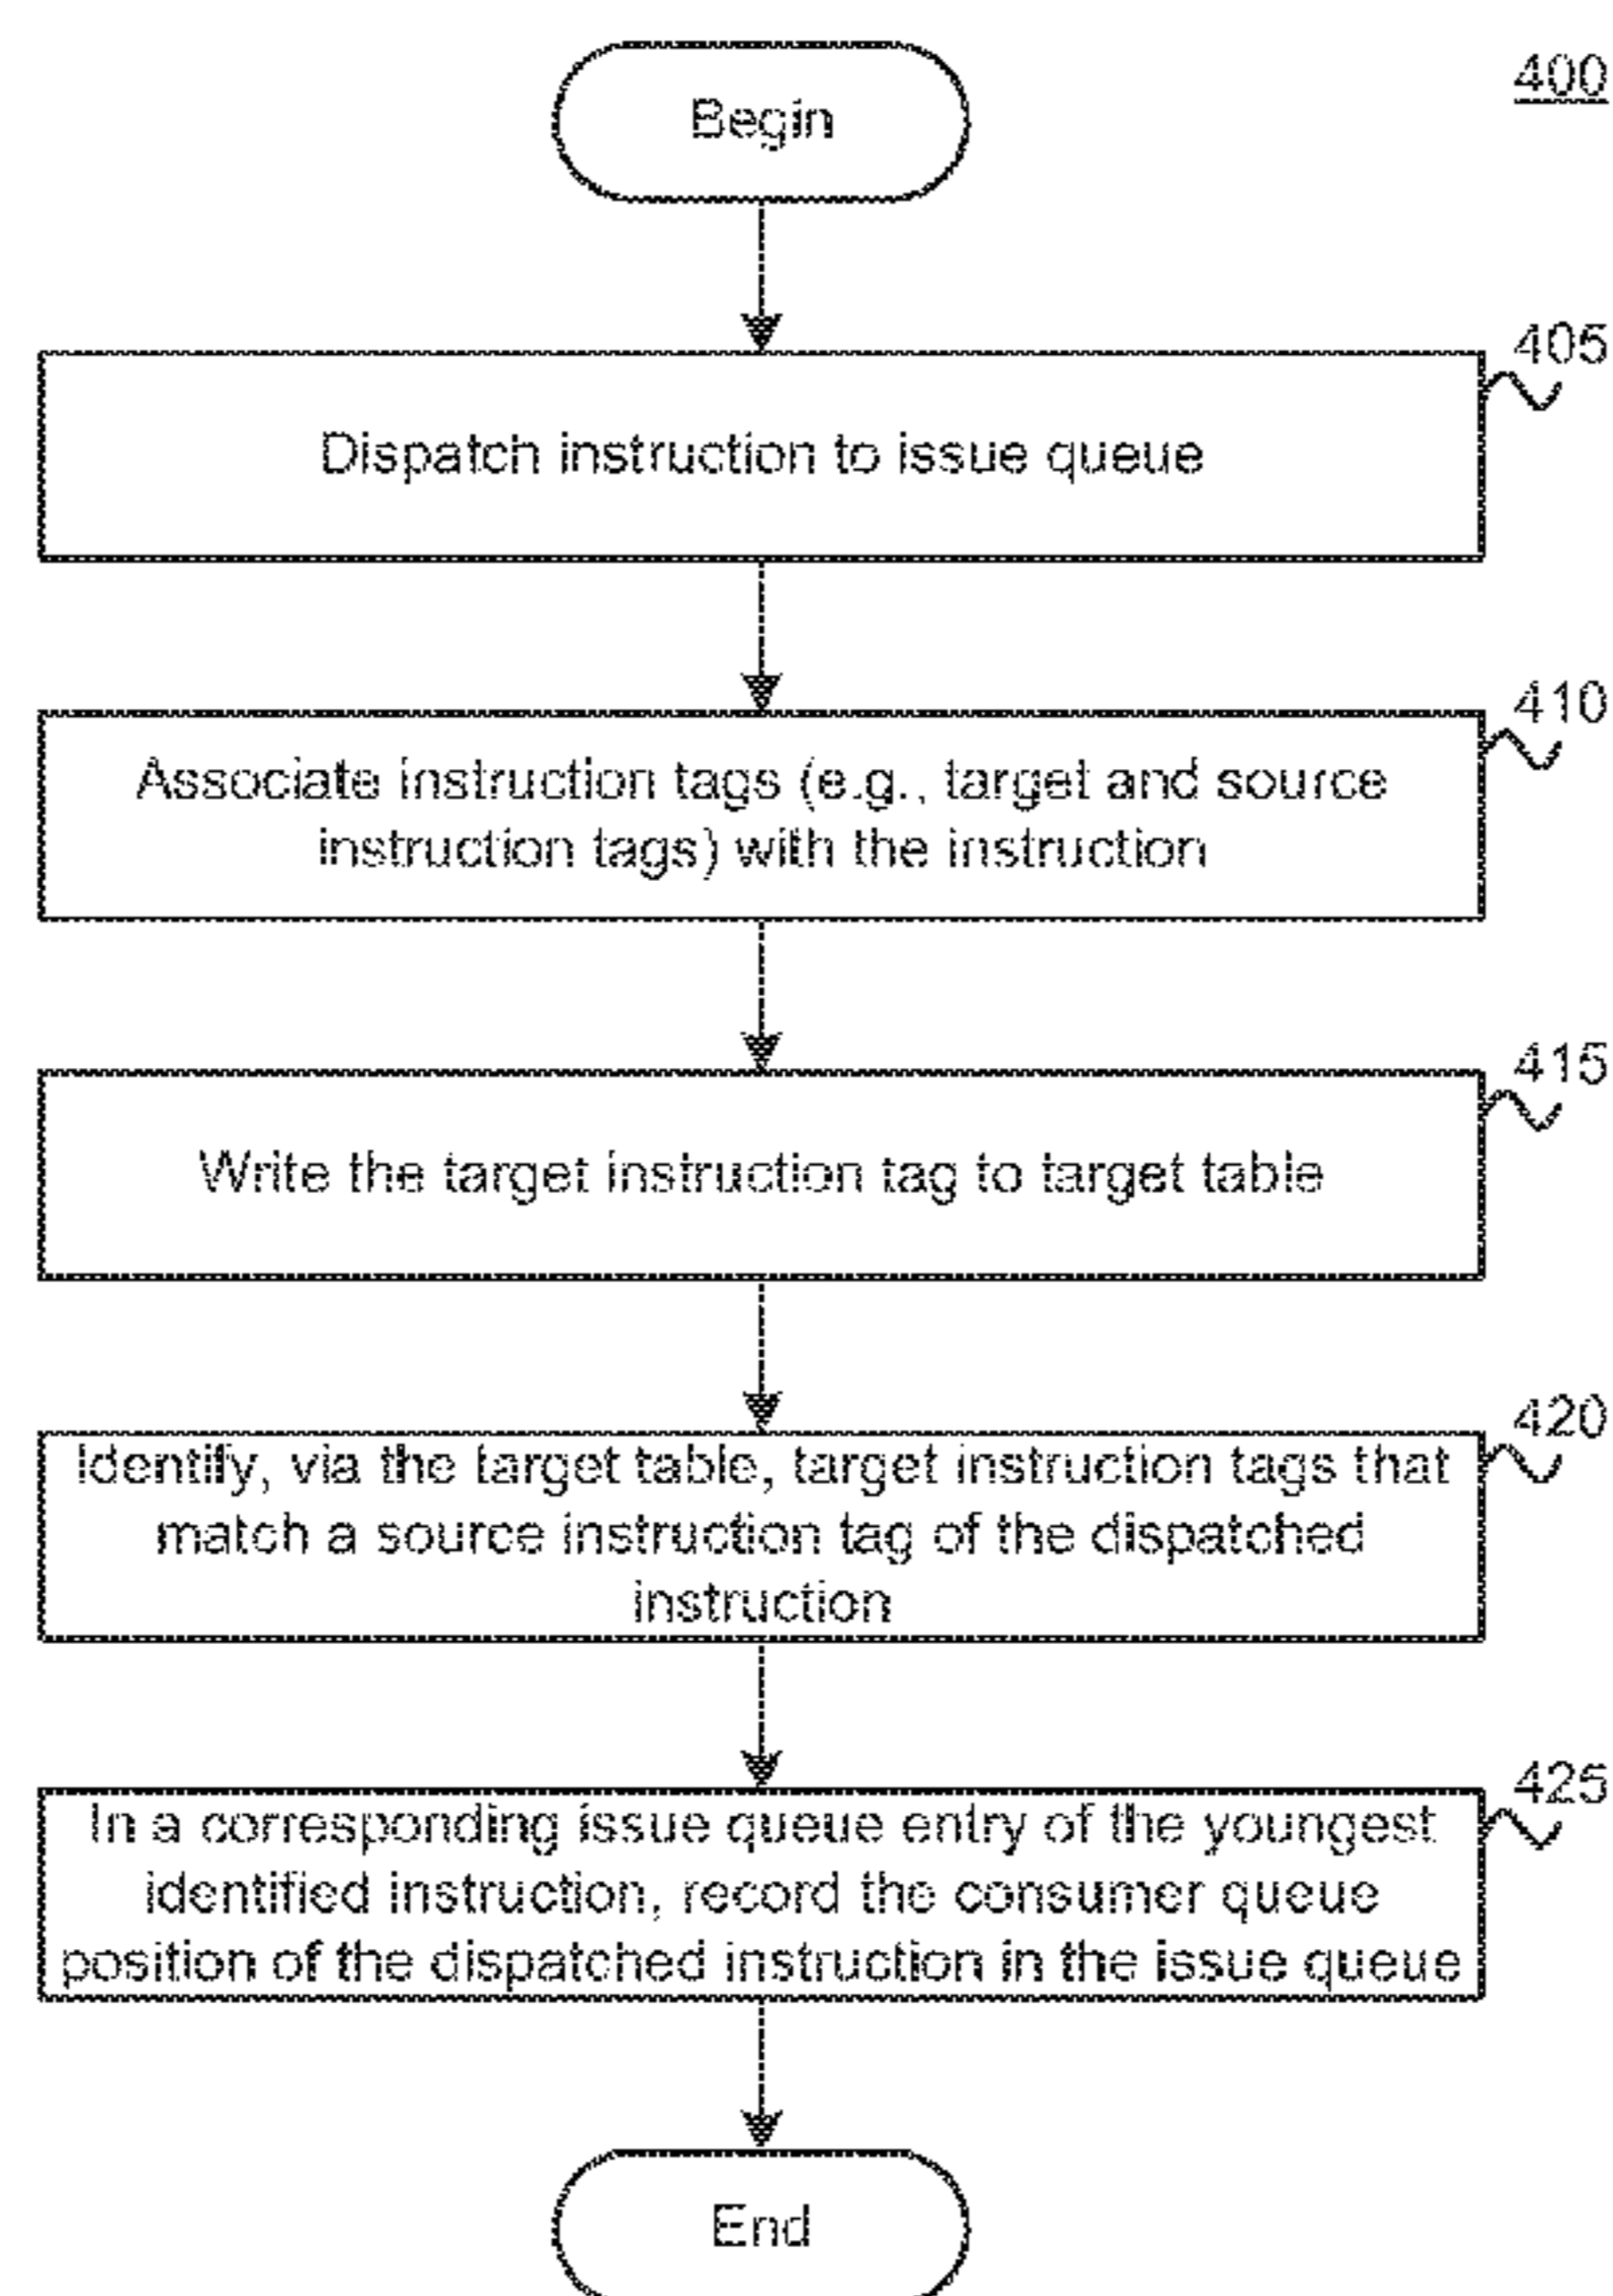 Begin
400
405
Dispatch instruction to issue queue
410
Associate instruction tags (e.g., target and source
instruction tags) with the instruction
415
Write the target instruction tag to target table
420
Identify, via the target table, target instruction tags that
match a source instruction tag of the dispatched
instruction
425
In a corresponding issue queue entry of the youngest
identified instruction, record the consumer queue
position of the dispatched instruction in the issue queue
End